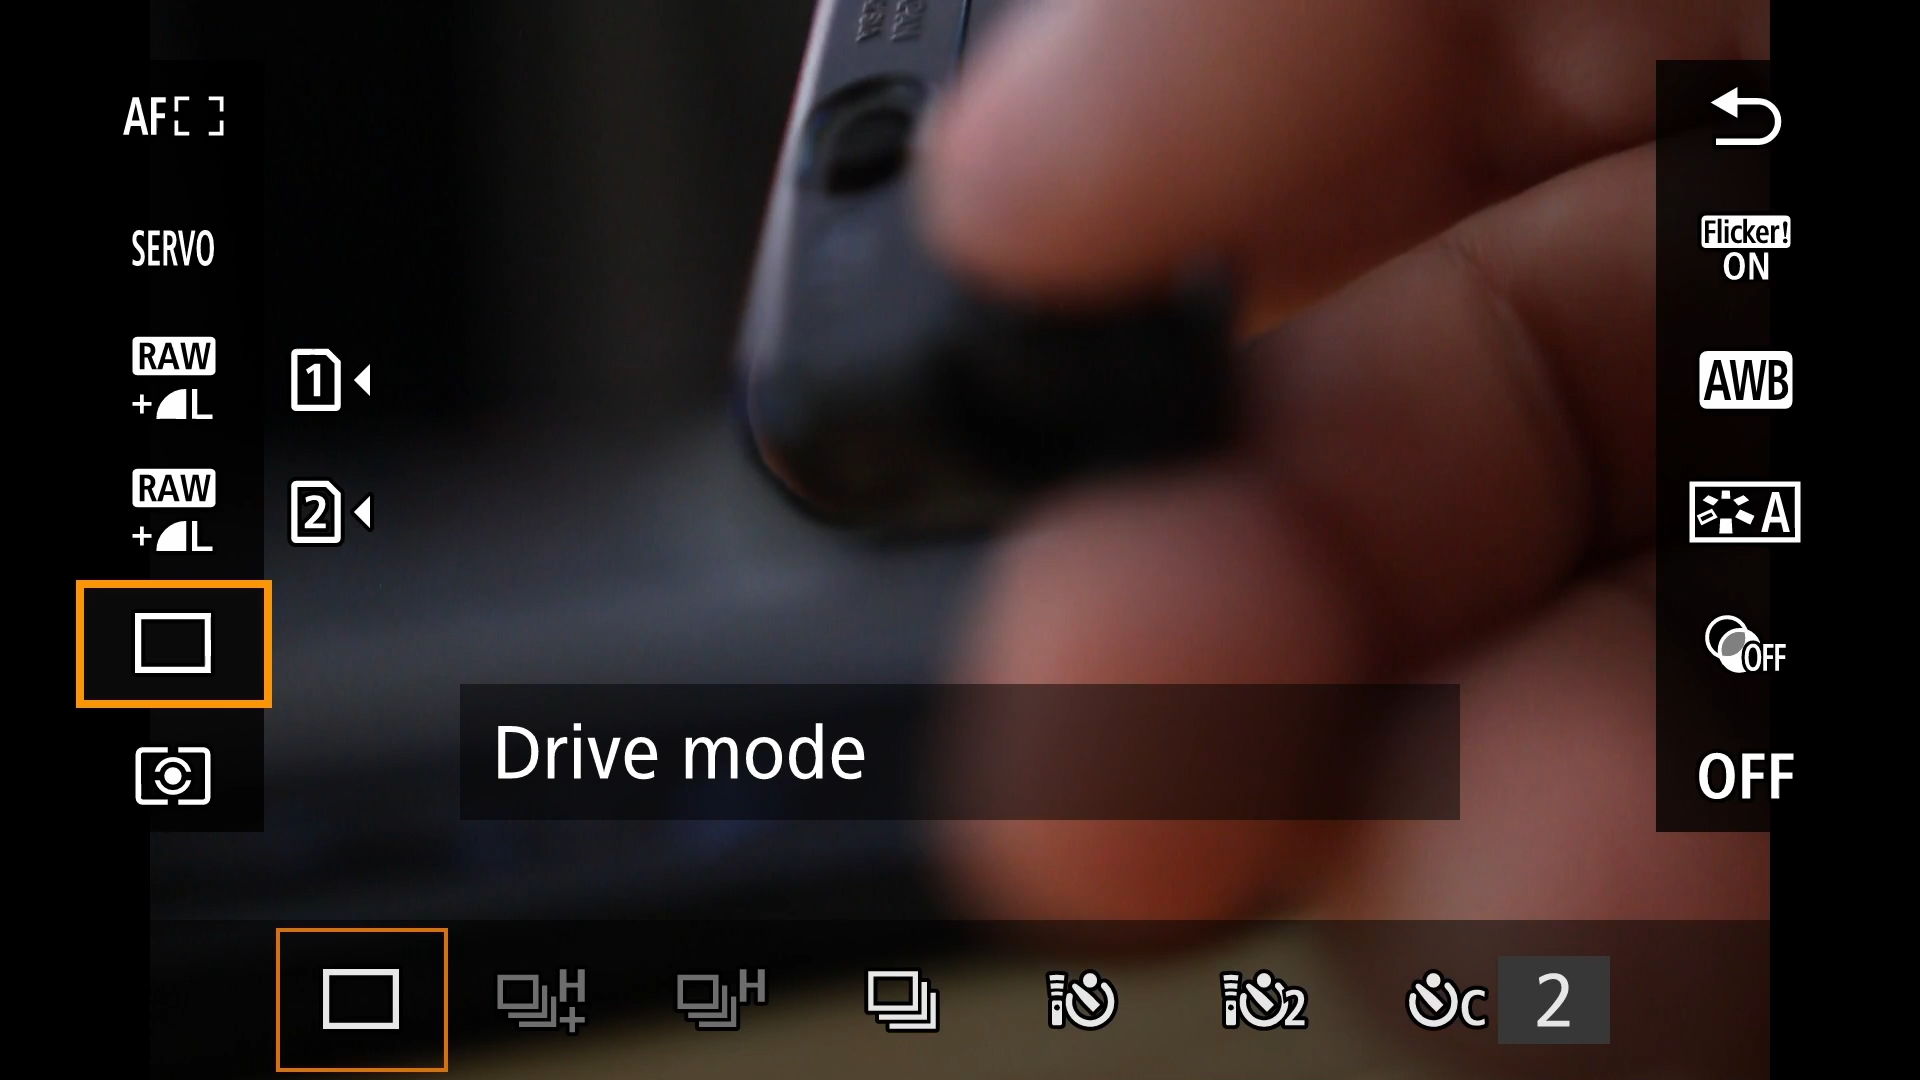 AF
SERVO
RAW
+L
1
RAW
+L
2
Flicker!
ON
AWB
A
OFF
OFF
Drive mode
H+
H
2
C 2